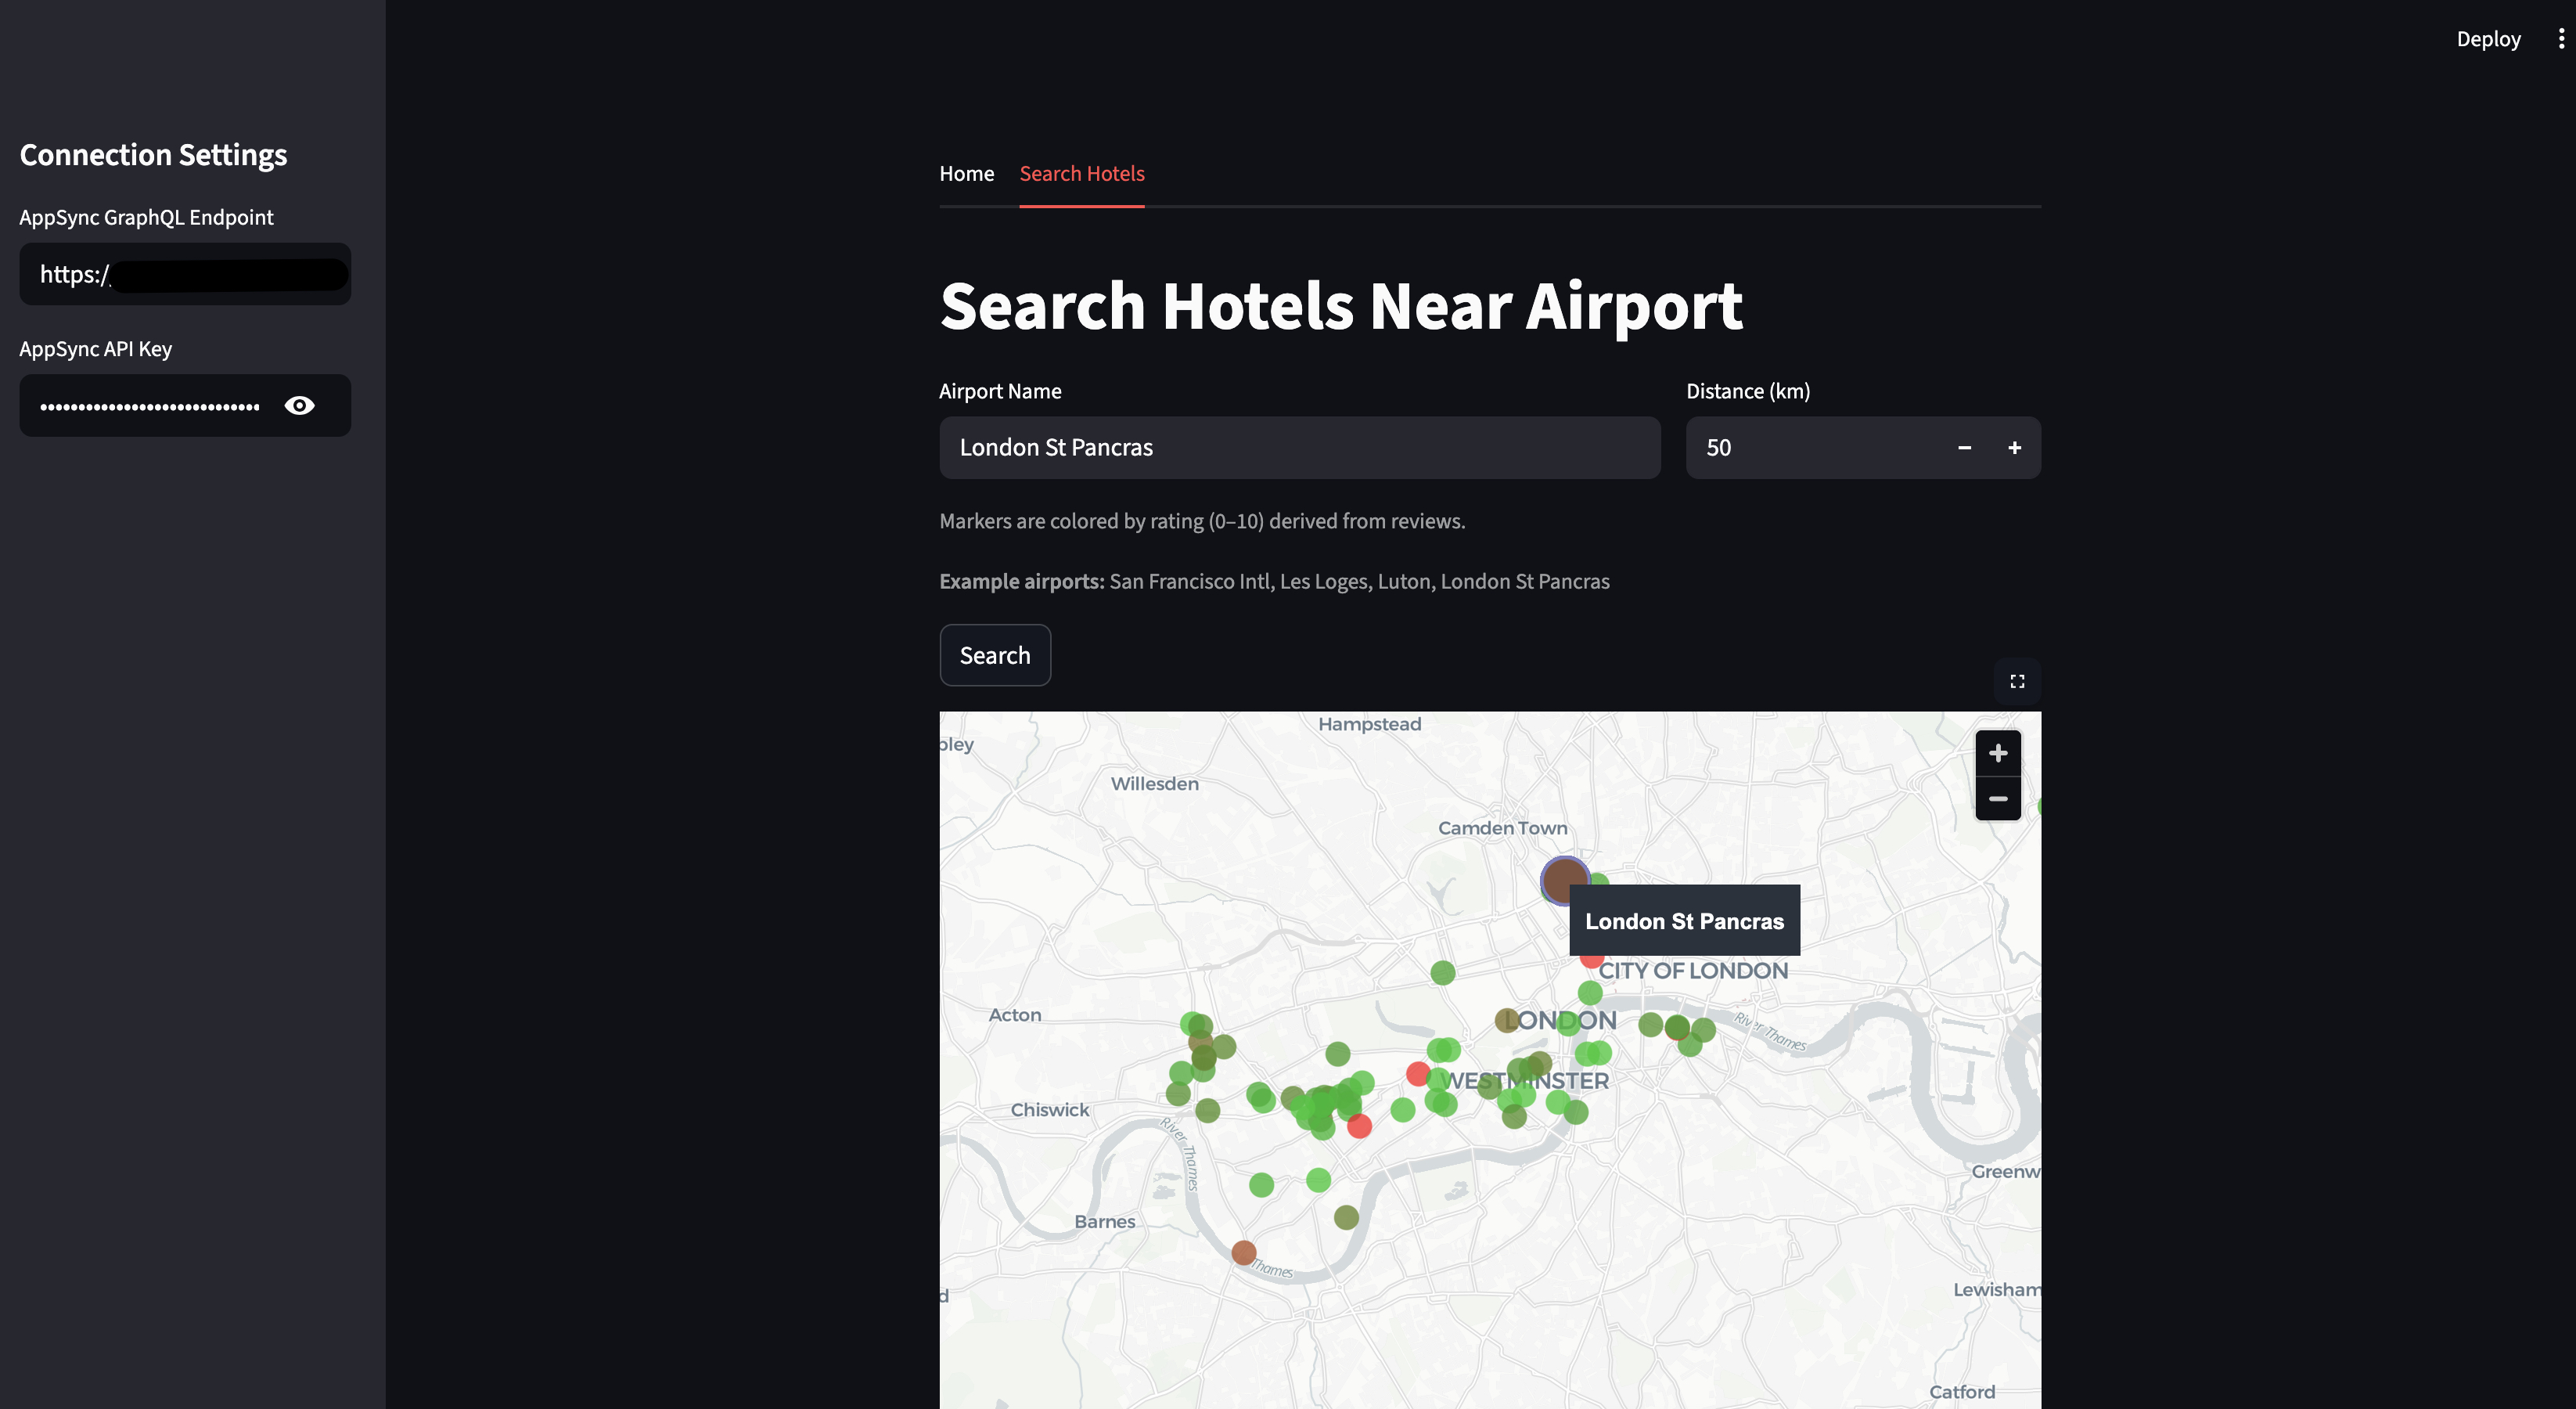 Deploy
Connection Settings
AppSync GraphQL Endpoint
https:/
AppSync API Key
Home
Search Hotels
Search Hotels Near Airport
Airport Name
Distance (km)
London St Pancras
50
Markers are colored by rating (0–10) derived from reviews.
Example airports: San Francisco Intl, Les Loges, Luton, London St Pancras
Search
Hampstead
bley
Willesden
Camden Town
London St Pancras
CITY OF LONDON
Acton
LONDON
River Thames
WESTMINSTER
Chiswick
River Thames
Greenw
Barnes
Thames
Lewisham
d
Catford